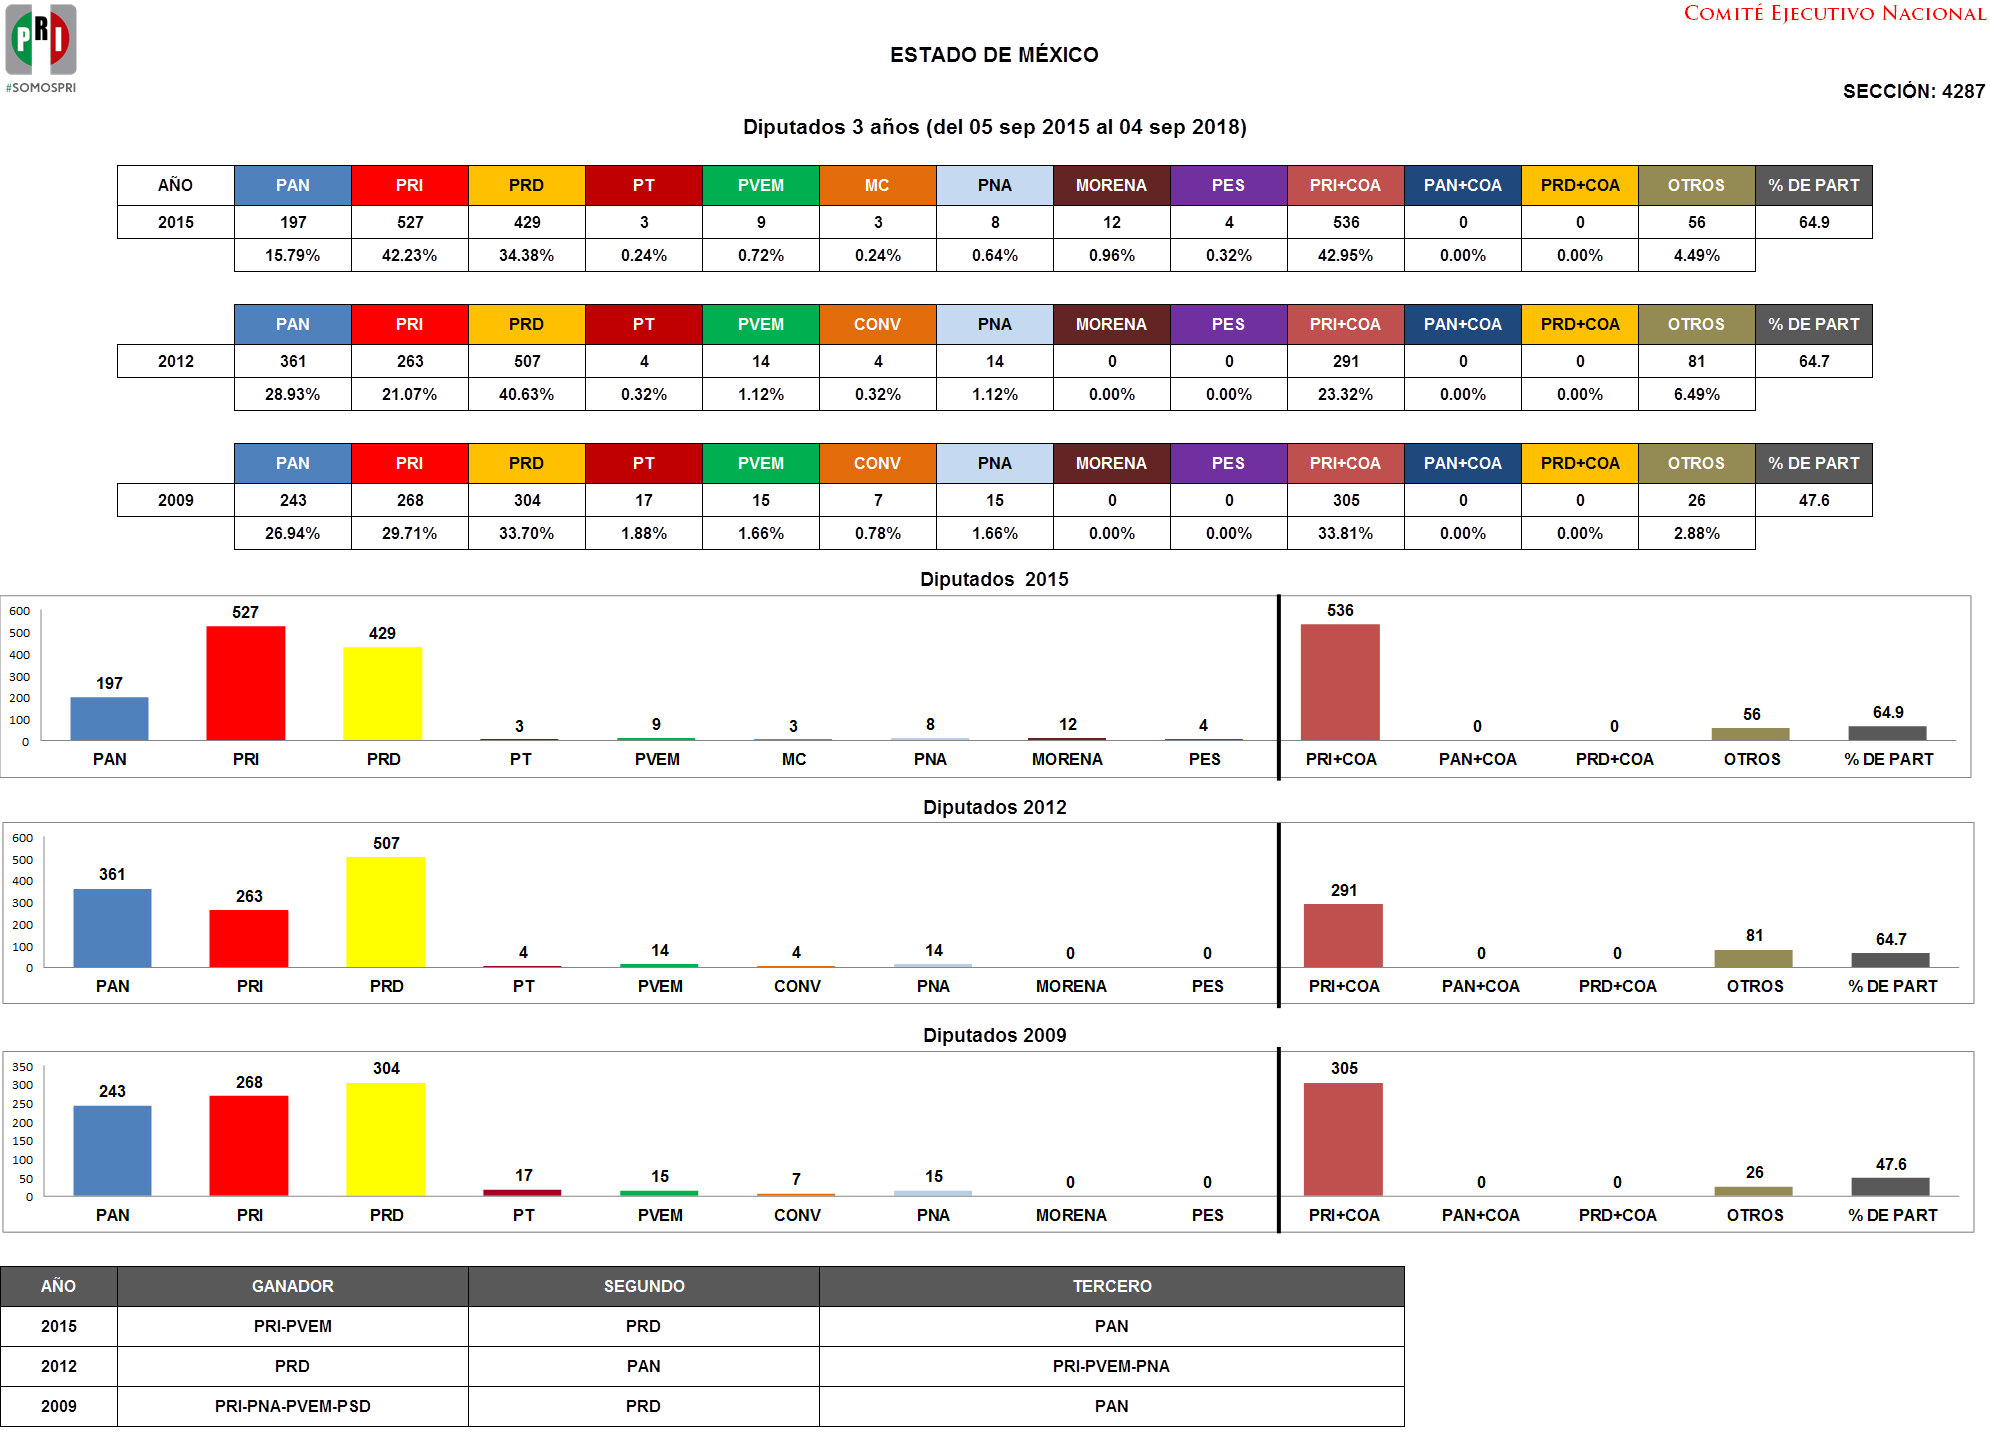 PRI
#SOMOSPRI
COMITÉ EJECUTIVO NACIONAL
ESTADO DE MÉXICO
SECCIÓN: 4287
Diputados 3 años (del 05 sep 2015 al 04 sep 2018)
AÑO PAN PRI PRD PT PVEM MC PNA MORENA PES PRI+COA PAN+COA PRD+COA OTROS % DE PART
2015 197 527 429 3 9 3 8 12 4 536 0 0 56 64.9
15.79% 42.23% 34.38% 0.24% 0.72% 0.24% 0.64% 0.96% 0.32% 42.95% 0.00% 0.00% 4.49%
PAN PRI PRD PT PVEM CONV PNA MORENA PES PRI+COA PAN+COA PRD+COA OTROS % DE PART
2012 361 263 507 4 14 4 14 0 0 291 0 0 81 64.7
28.93% 21.07% 40.63% 0.32% 1.12% 0.32% 1.12% 0.00% 0.00% 23.32% 0.00% 0.00% 6.49%
PAN PRI PRD PT PVEM CONV PNA MORENA PES PRI+COA PAN+COA PRD+COA OTROS % DE PART
2009 243 268 304 17 15 7 15 0 0 305 0 0 26 47.6
26.94% 29.71% 33.70% 1.88% 1.66% 0.78% 1.66% 0.00% 0.00% 33.81% 0.00% 0.00% 2.88%
Diputados 2015
600
500
400
300
200
100
0
197 527 429 3 9 3 8 12 4 536 0 0 56 64.9
PAN PRI PRD PT PVEM MC PNA MORENA PES PRI+COA PAN+COA PRD+COA OTROS % DE PART
Diputados 2012
600
500
400
300
200
100
0
361 263 507 4 14 4 14 0 0 291 0 0 81 64.7
PAN PRI PRD PT PVEM CONV PNA MORENA PES PRI+COA PAN+COA PRD+COA OTROS % DE PART
Diputados 2009
350
300
250
200
150
100
50
0
243 268 304 17 15 7 15 0 0 305 0 0 26 47.6
PAN PRI PRD PT PVEM CONV PNA MORENA PES PRI+COA PAN+COA PRD+COA OTROS % DE PART
AÑO GANADOR SEGUNDO TERCERO
2015 PRI-PVEM PRD PAN
2012 PRD PAN PRI-PVEM-PNA
2009 PRI-PNA-PVEM-PSD PRD PAN